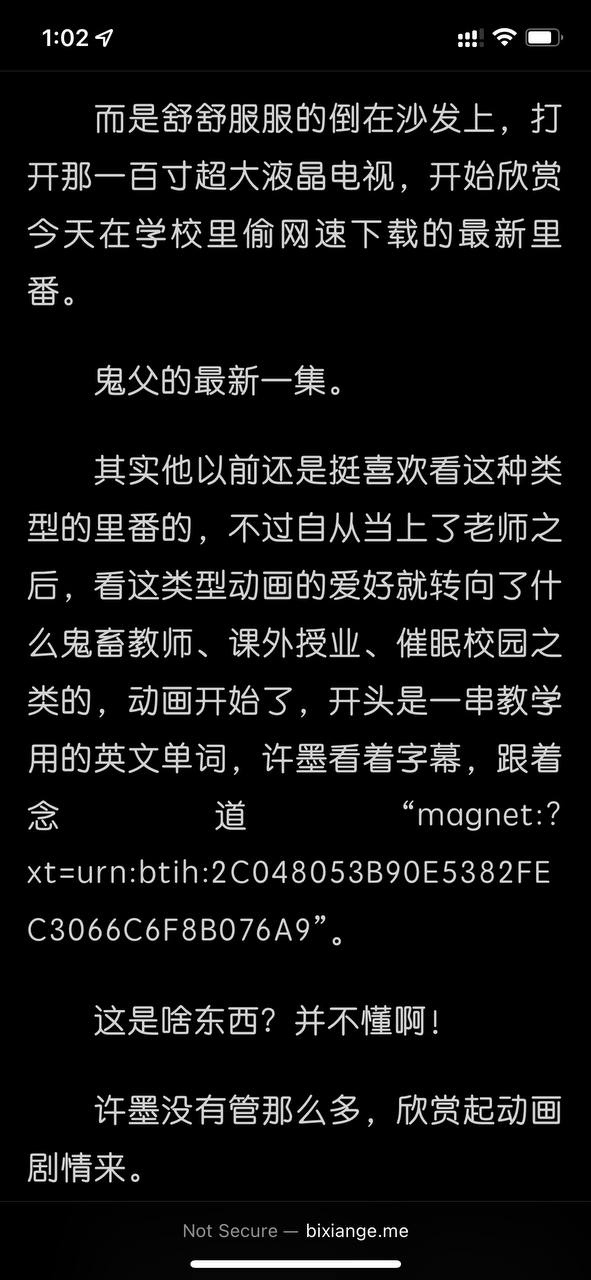 1:02
而是舒舒服服的倒在沙发上，打
开那一百寸超大液晶电视，开始欣赏
今天在学校里偷网速下载的最新里
番。
鬼父的最新一集。
其实他以前还是挺喜欢看这种类
型的里番的，不过自从当上了老师之
后，看这类型动画的爱好就转向了什
么鬼畜教师、课外授业、催眠校园之
类的，动画开始了，开头是一串教学
用的英文单词，许墨看着字幕，跟着
念道“magnet:?
xt=urn:btih:2C048053B90E5382FE
C3066C6F8B076A9”。
这是啥东西？并不懂啊！
许墨没有管那么多，欣赏起动画
剧情来。
Not Secure — bixiange.me